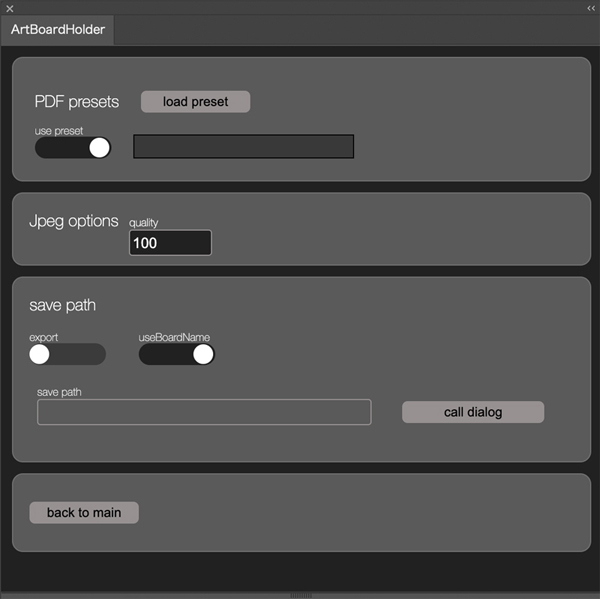 ArtBoardHolder
PDF presets
load preset
use preset
Jpeg options
quality
100
save path
export
useBoardName
save path
call dialog
back to main